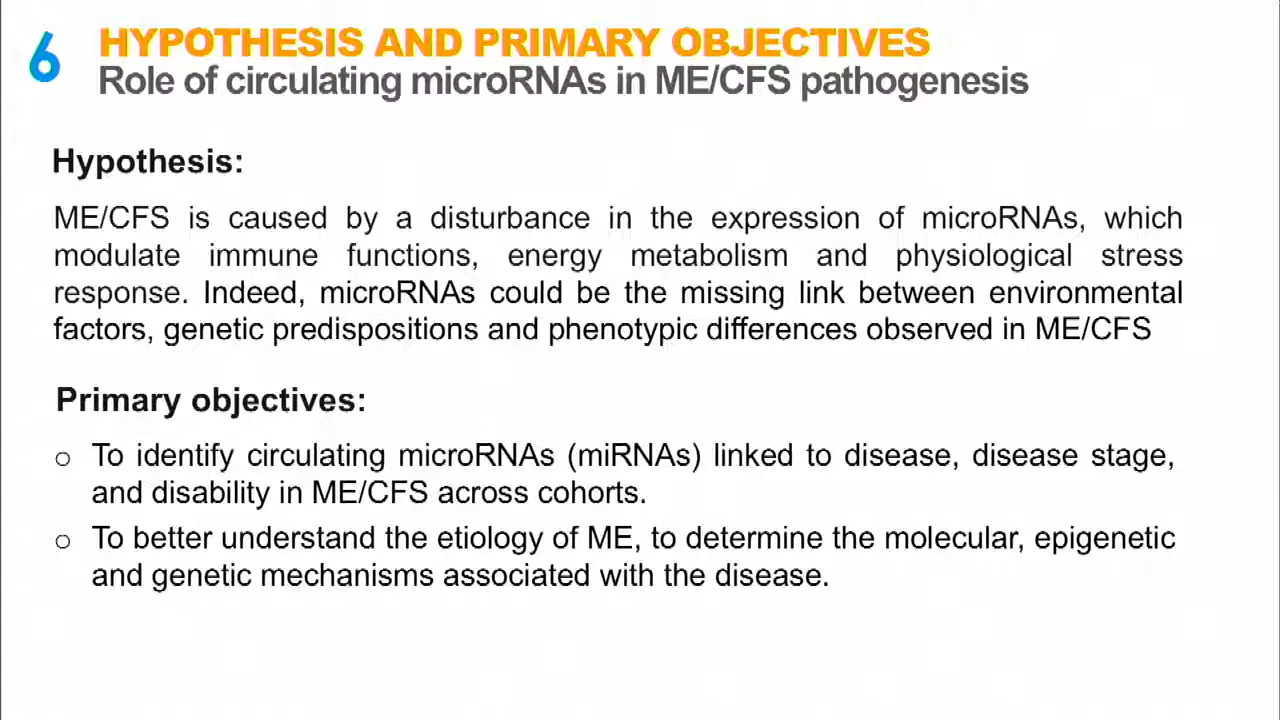 6
HYPOTHESIS AND PRIMARY OBJECTIVES
Role of circulating microRNAs in ME/CFS pathogenesis
Hypothesis:
ME/CFS is caused by a disturbance in the expression of microRNAs, which
modulate immune functions, energy metabolism and physiological stress
response. Indeed, microRNAs could be the missing link between environmental
factors, genetic predispositions and phenotypic differences observed in ME/CFS
Primary objectives:
o To identify circulating microRNAs (miRNAs) linked to disease, disease stage,
and disability in ME/CFS across cohorts.
o To better understand the etiology of ME, to determine the molecular, epigenetic
and genetic mechanisms associated with the disease.